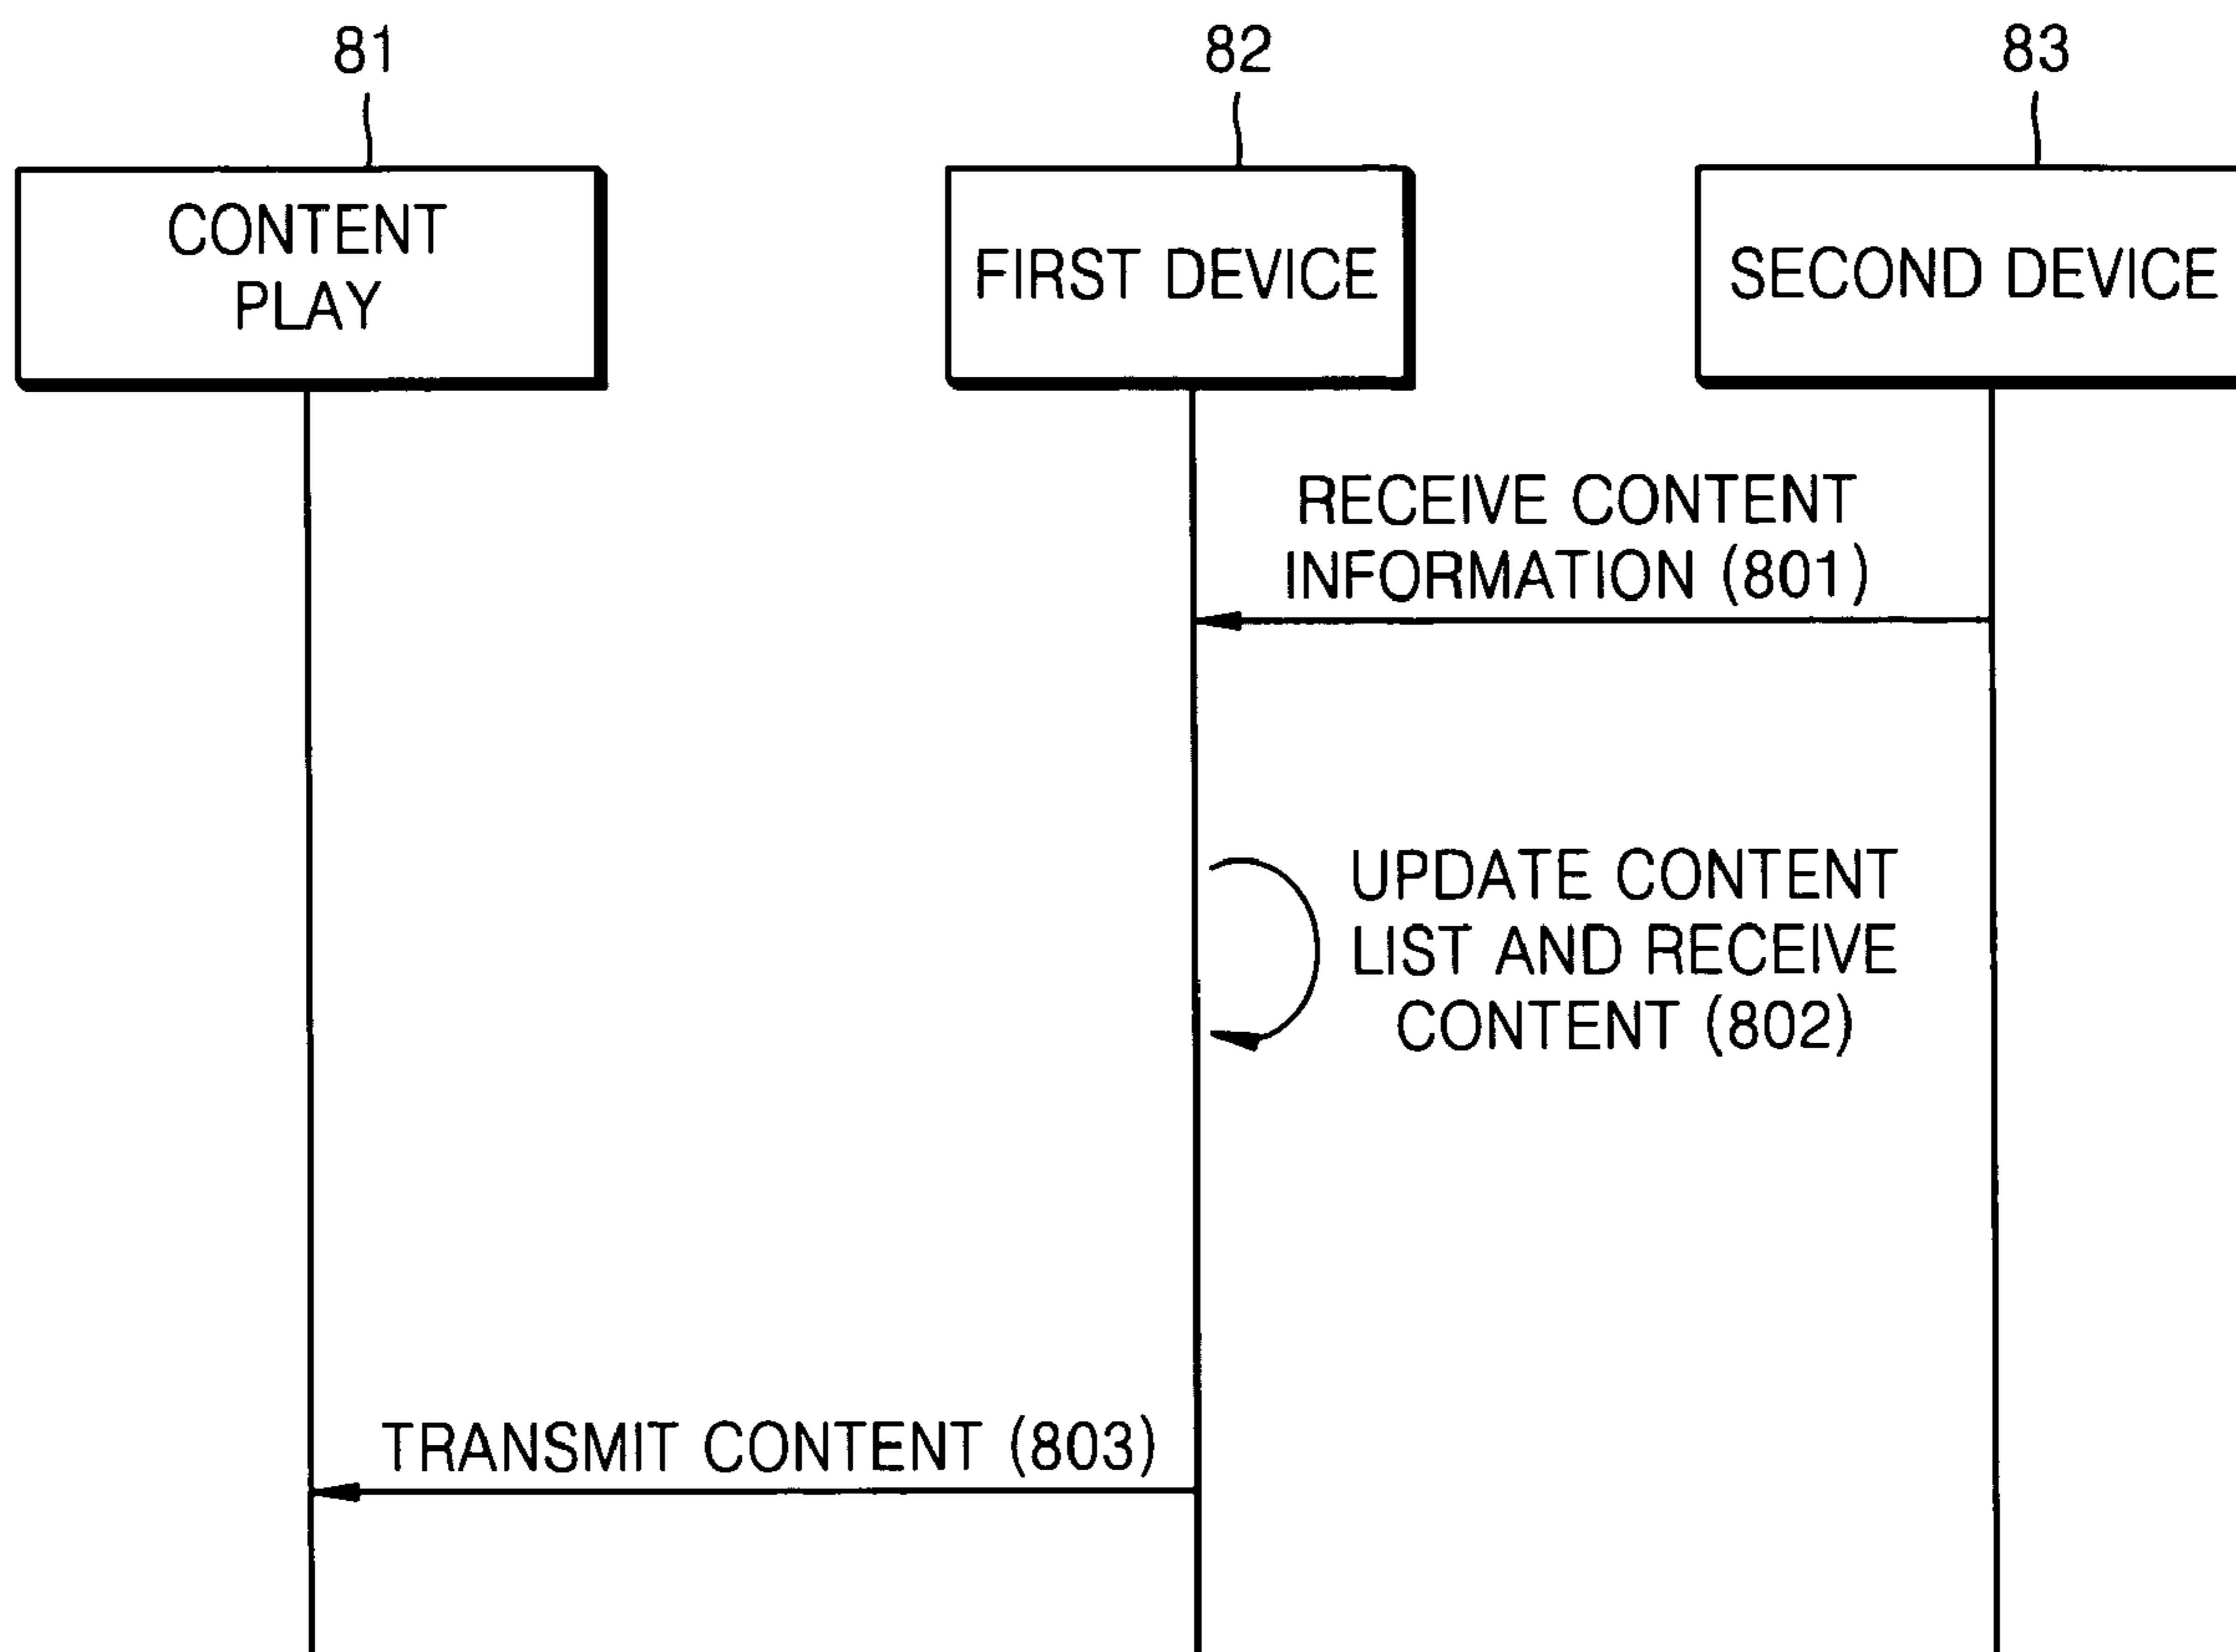 81
82
83
CONTENT
PLAY
FIRST DEVICE
SECOND DEVICE
RECEIVE CONTENT
INFORMATION (801)
UPDATE CONTENT
LIST AND RECEIVE
CONTENT (802)
TRANSMIT CONTENT (803)